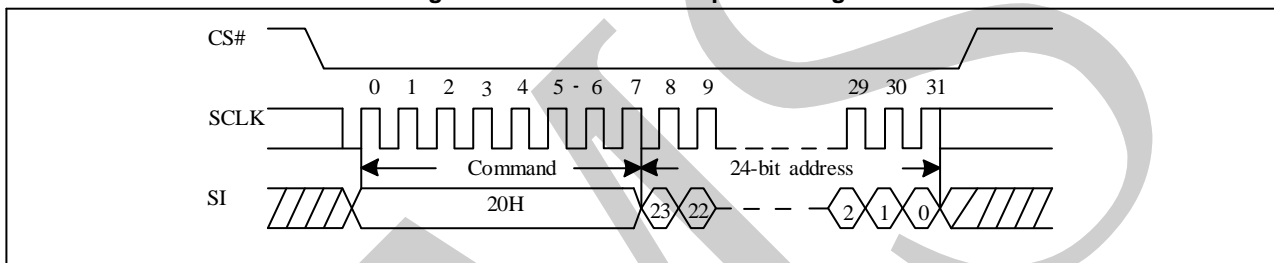 CS#
0 1 2 3 4 5 - 6 7 8 9 29 30 31
SCLK
Command 24-bit address
SI 20H 23 22 2 1 0